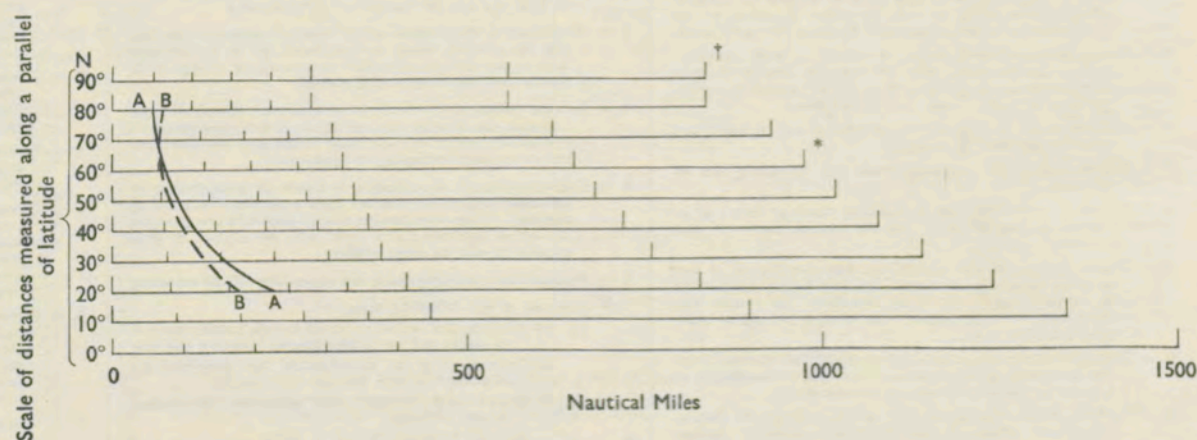 Scale of distances measured along a parallel
of latitude
N
†
90°
A B
80°
70°
*
60°
50°
40°
30°
20°
B A
10°
0°
0 500 1000 1500
Nautical Miles